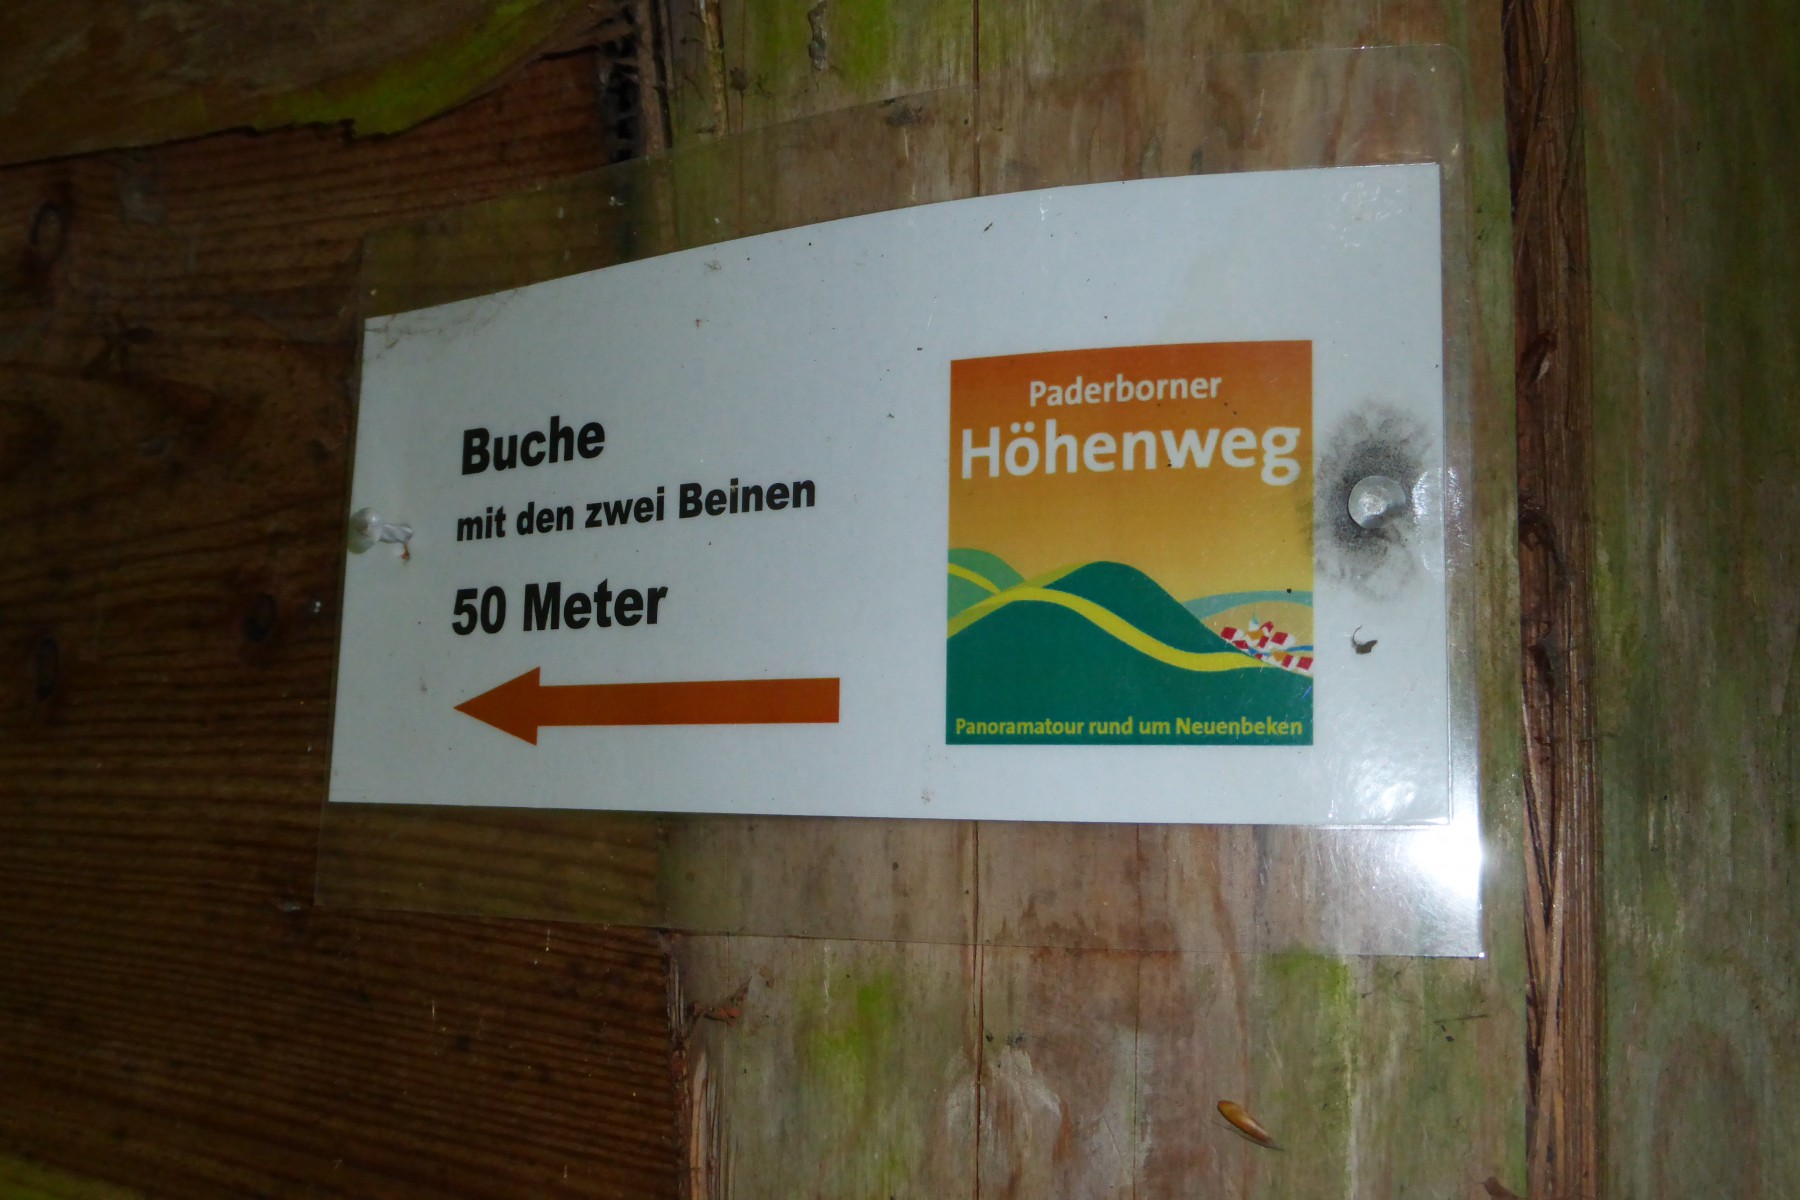 Buche
mit den zwei Beinen
50 Meter
Paderborner
Höhenweg
Panoramatour rund um Neuenbeken